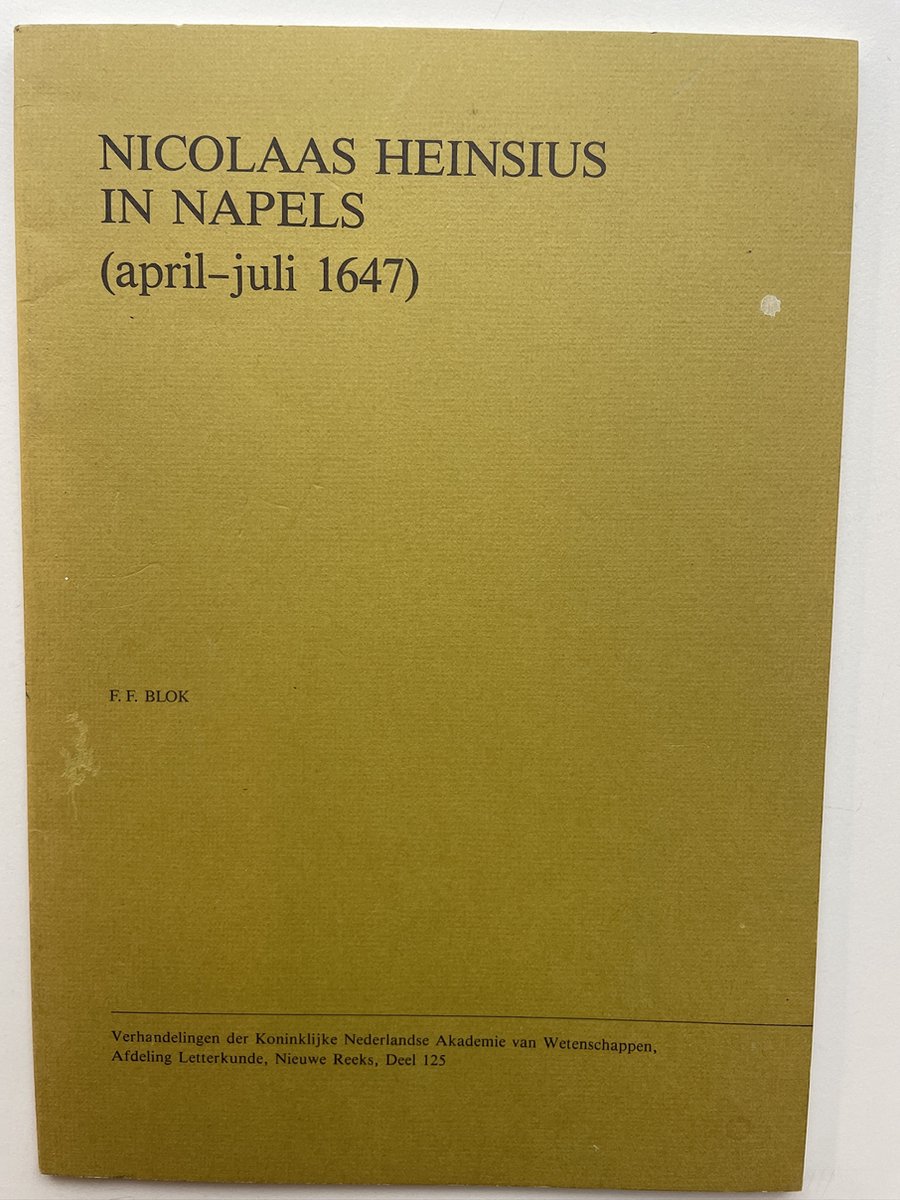 NICOLAAS HEINSIUS
IN NAPELS
(april–juli 1647)
F. F. BLOK
Verhandelingen der Koninklijke Nederlandse Akademie van Wetenschappen,
Afdeling Letterkunde, Nieuwe Reeks, Deel 125